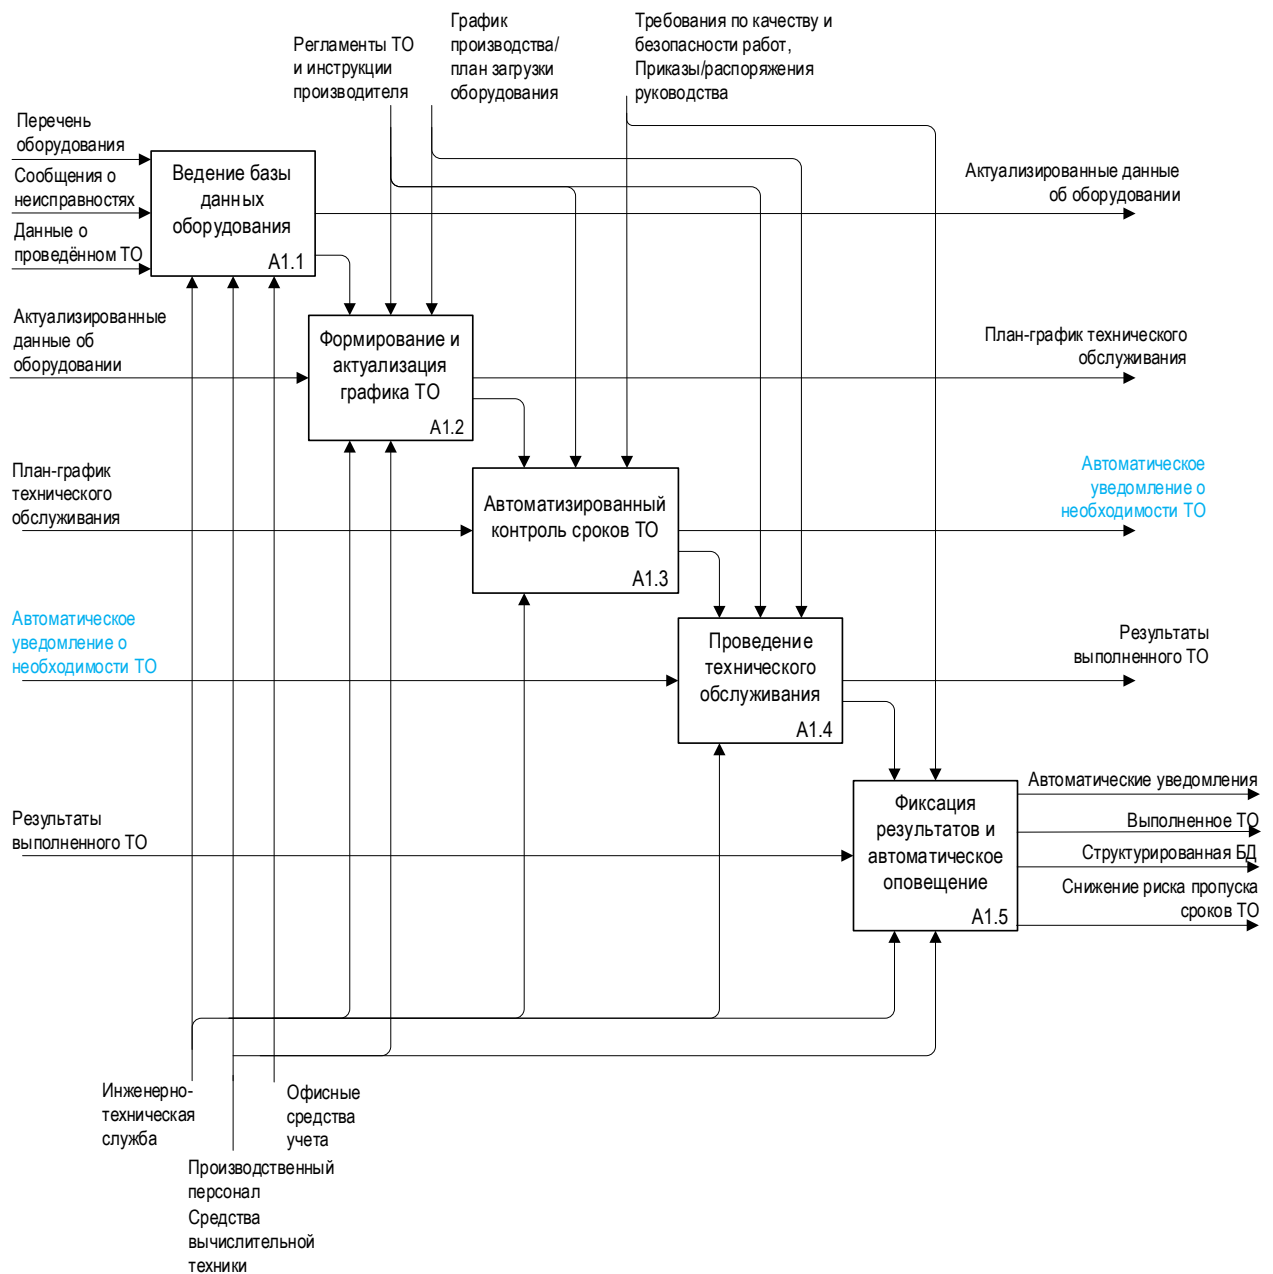 График
производства/
план загрузки
оборудования
Требования по качеству и
безопасности работ,
Приказы/распоряжения
руководства
Регламенты ТО
и инструкции
производителя
Перечень
оборудования
Сообщения о
неисправностях
Данные о
проведённом ТО
Ведение базы
данных
оборудования
А1.1
Актуализированные данные
об оборудовании
Актуализированные
данные об
оборудовании
Формирование и
актуализация
графика ТО
А1.2
План-график технического
обслуживания
План-график
технического
обслуживания
Автоматизированный
контроль сроков ТО
А1.3
Автоматическое
уведомление о
необходимости ТО
Автоматическое
уведомление о
необходимости ТО
Проведение
технического
обслуживания
А1.4
Результаты
выполненного ТО
Результаты
выполненного ТО
Фиксация
результатов и
автоматическое
оповещение
А1.5
Автоматические уведомления
Выполненное ТО
Структурированная БД
Снижение риска пропуска
сроков ТО
Инженерно-
техническая
служба
Офисные
средства
учета
Производственный
персонал
Средства
вычислительной
техники